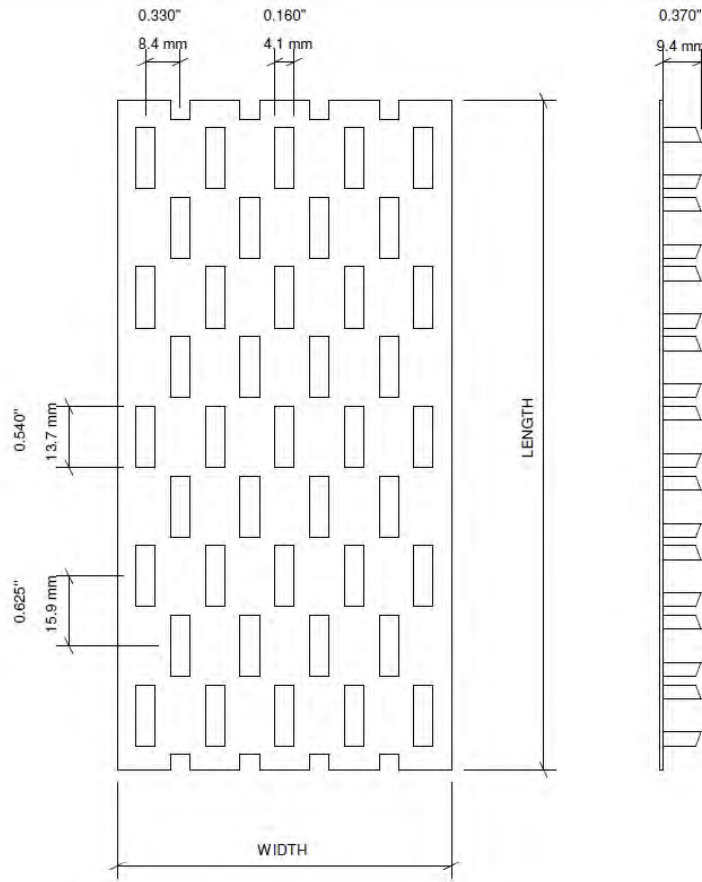 0.330"
8.4 mm
0.160"
4.1 mm
0.370"
9.4 mm
LENGTH
0.540"
13.7 mm
0.625"
15.9 mm
WIDTH